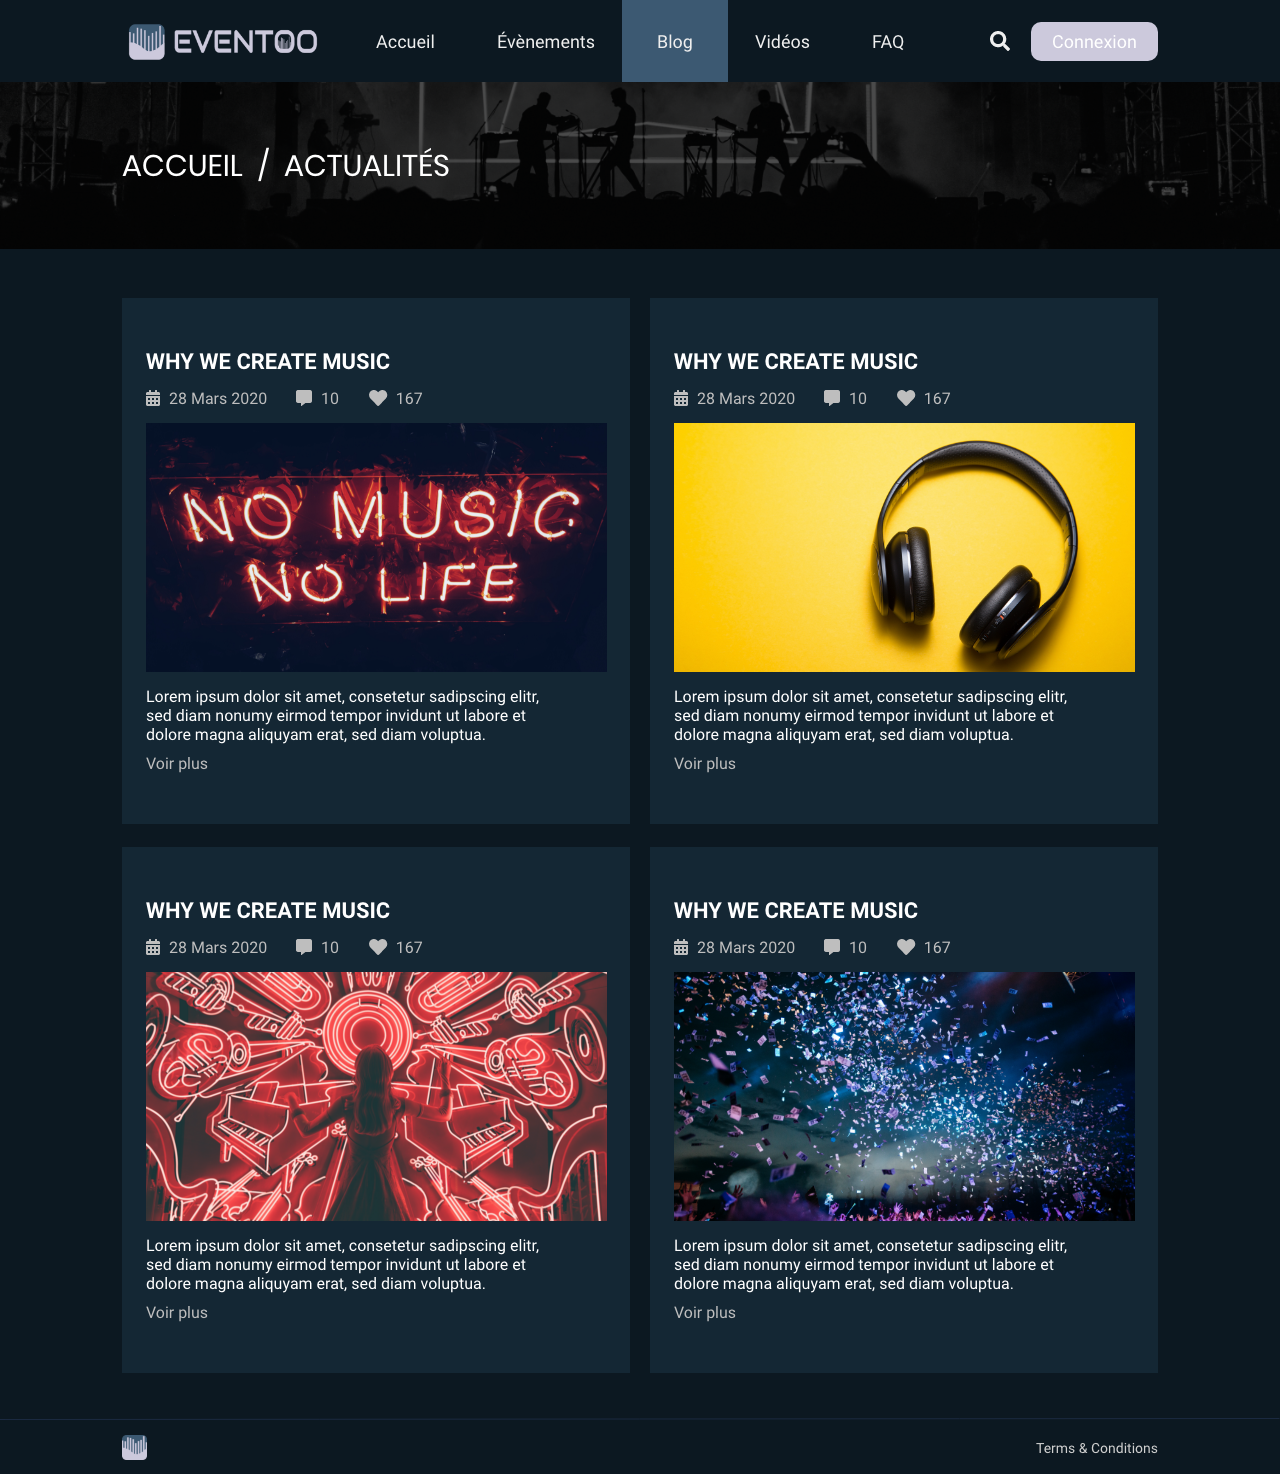 EVENTOO
Accueil
Évènements
Blog
Vidéos
FAQ
Connexion
ACCUEIL / ACTUALITÉS
WHY WE CREATE MUSIC
28 Mars 2020 10 167
NO MUSIC
NO LIFE
Lorem ipsum dolor sit amet, consetetur sadipscing elitr,
sed diam nonumy eirmod tempor invidunt ut labore et
dolore magna aliquyam erat, sed diam voluptua.
Voir plus
WHY WE CREATE MUSIC
28 Mars 2020 10 167
Lorem ipsum dolor sit amet, consetetur sadipscing elitr,
sed diam nonumy eirmod tempor invidunt ut labore et
dolore magna aliquyam erat, sed diam voluptua.
Voir plus
WHY WE CREATE MUSIC
28 Mars 2020 10 167
Lorem ipsum dolor sit amet, consetetur sadipscing elitr,
sed diam nonumy eirmod tempor invidunt ut labore et
dolore magna aliquyam erat, sed diam voluptua.
Voir plus
WHY WE CREATE MUSIC
28 Mars 2020 10 167
Lorem ipsum dolor sit amet, consetetur sadipscing elitr,
sed diam nonumy eirmod tempor invidunt ut labore et
dolore magna aliquyam erat, sed diam voluptua.
Voir plus
Terms & Conditions